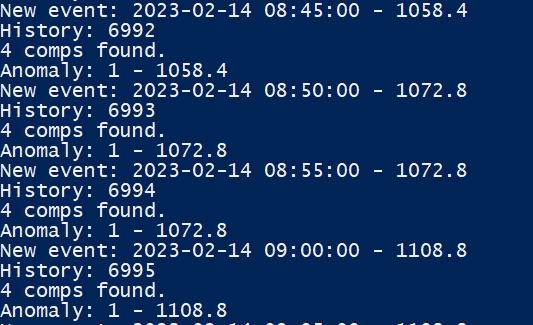 New event: 2023-02-14 08:45:00 - 1058.4
History: 6992
4 comps found.
Anomaly: 1 - 1058.4
New event: 2023-02-14 08:50:00 - 1072.8
History: 6993
4 comps found.
Anomaly: 1 - 1072.8
New event: 2023-02-14 08:55:00 - 1072.8
History: 6994
4 comps found.
Anomaly: 1 - 1072.8
New event: 2023-02-14 09:00:00 - 1108.8
History: 6995
4 comps found.
Anomaly: 1 - 1108.8